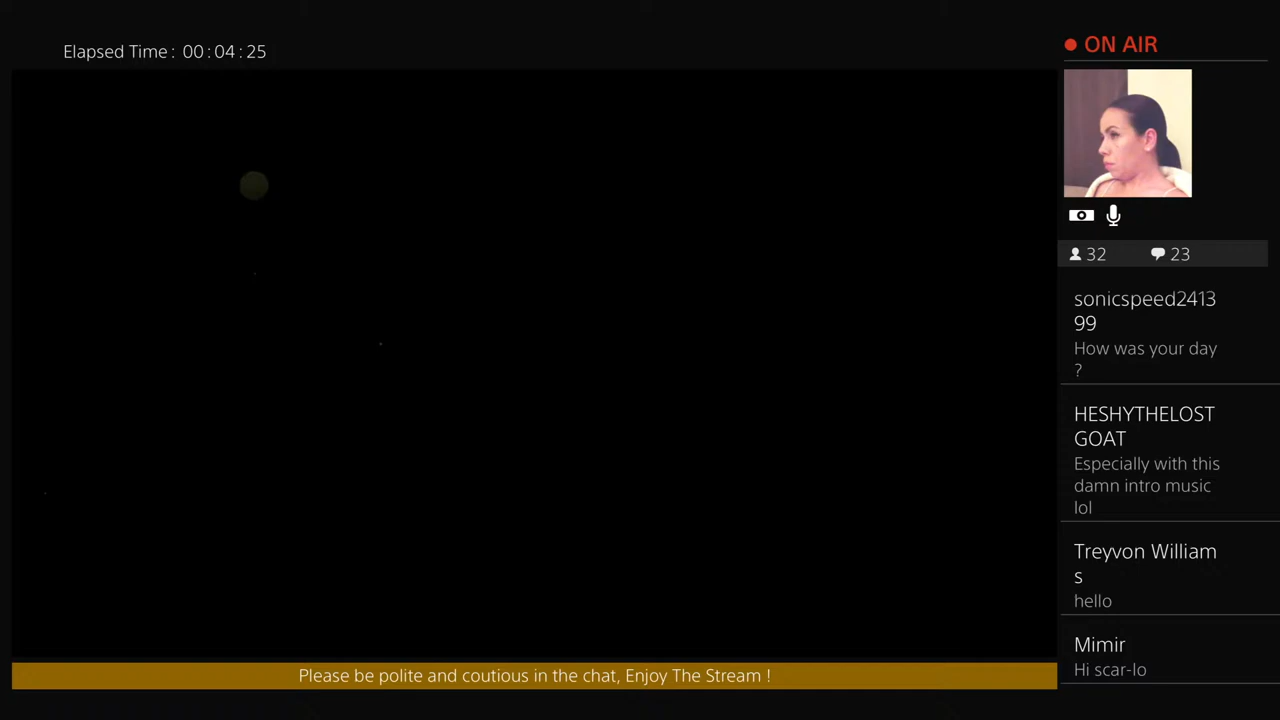 Elapsed Time: 00:04:25
ON AIR
32 23
sonicspeed2413
99
How was your day
?
HESHYTHELOST
GOAT
Especially with this
damn intro music
lol
Treyvon William
s
hello
Mimir
Hi scar-lo
Please be polite and coutious in the chat, Enjoy The Stream !